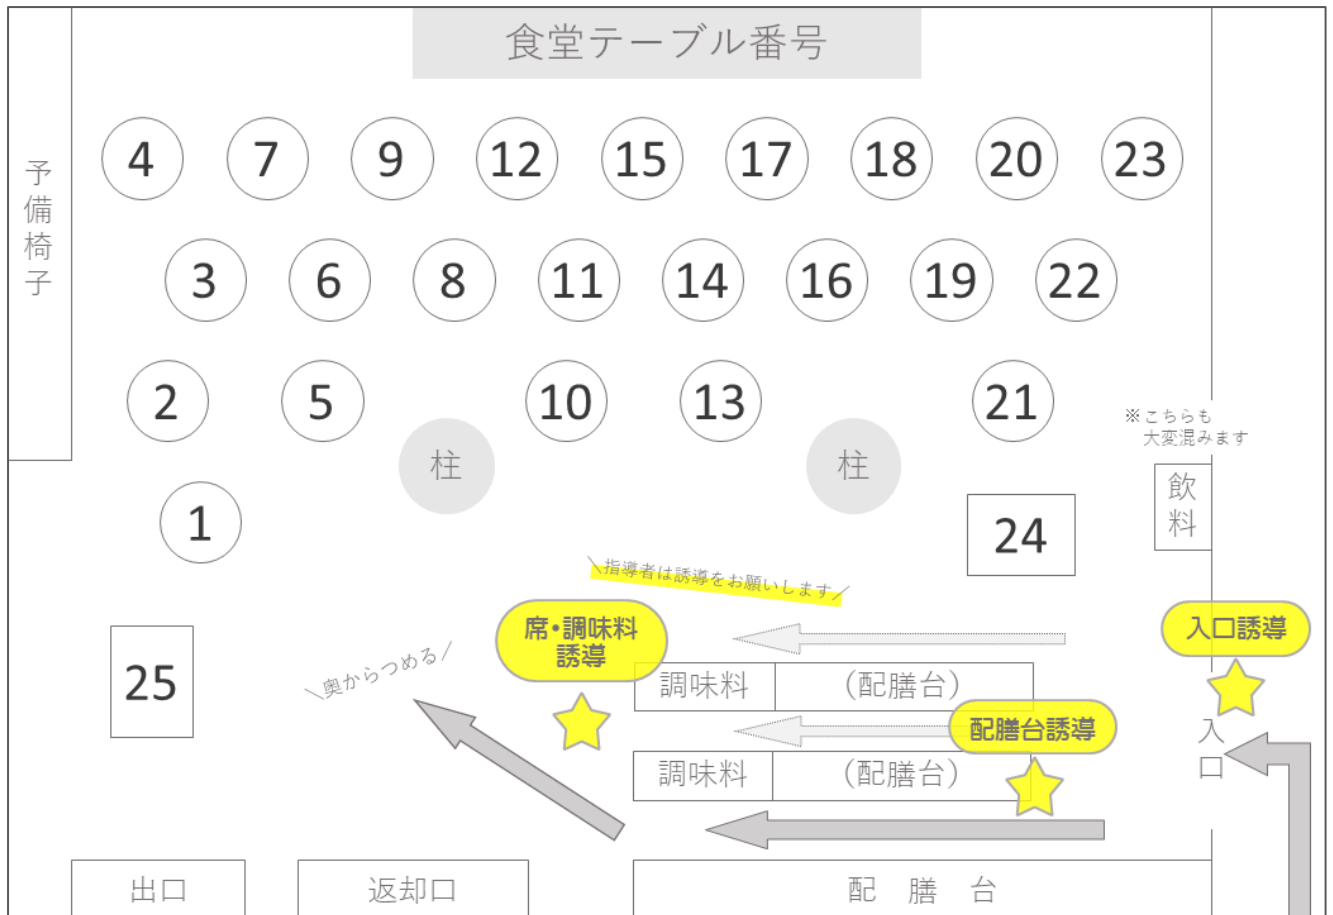 食堂テーブル番号
予備椅子
4
7
9
12
15
17
18
20
23
3
6
8
11
14
16
19
22
2
5
10
13
21
※こちらも
大変混みます
柱
柱
飲料
1
24
＼指導者は誘導をお願いします／
席・調味料
誘導
入口誘導
25
＼奥からつめる／
調味料
（配膳台）
配膳台誘導
入口
調味料
（配膳台）
出口
返却口
配膳台